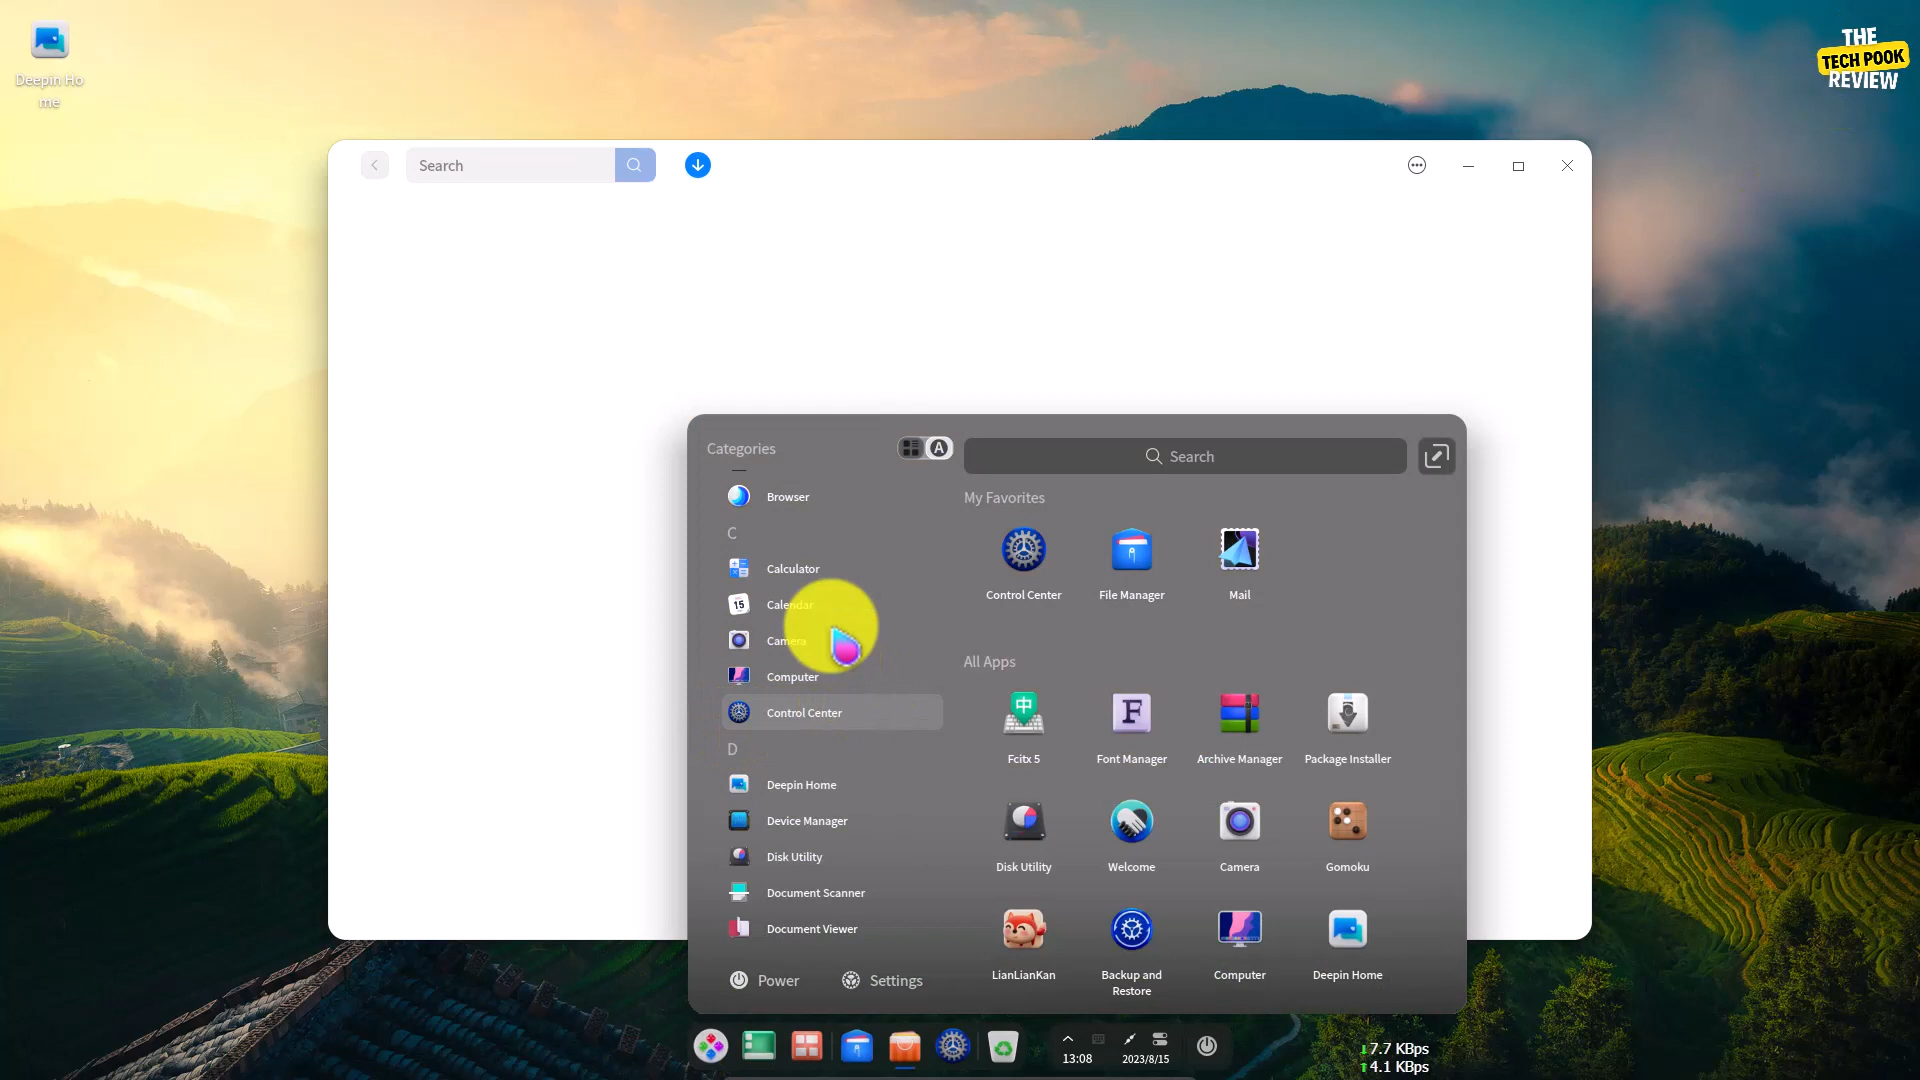 Deepin Ho
me
THE
TECH POOK
REVIEW
Search
Categories
A
Search
Browser
C
Calculator
15
Calendar
Camera
Computer
Control Center
D
Deepin Home
Device Manager
Disk Utility
Document Scanner
Document Viewer
Power
Settings
My Favorites
Control Center
File Manager
Mail
All Apps
中
F
Fcitx 5
Font Manager
Archive Manager
Package Installer
Disk Utility
Welcome
Camera
Gomoku
LianLianKan
Backup and
Restore
Computer
Deepin Home
13:08
2023/8/15
7.7 KBps
4.1 KBps